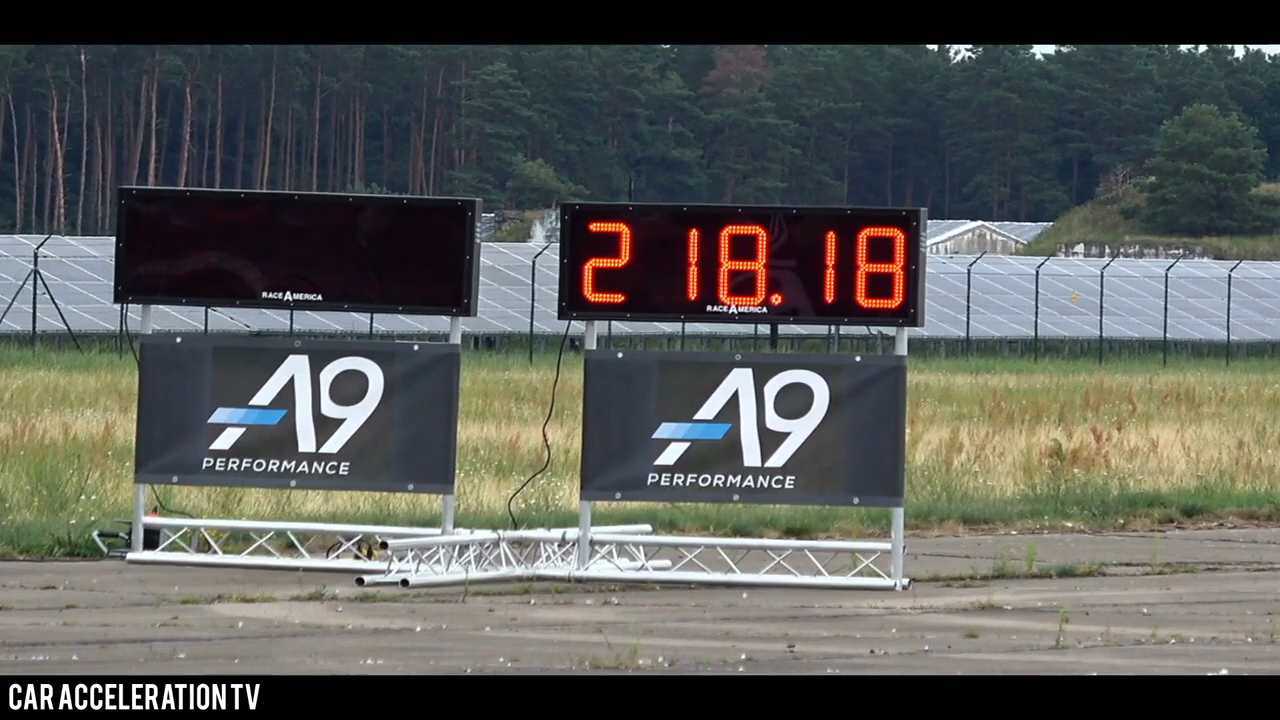 218.18
RACEAMERICA
RACEAMERICA
A9
PERFORMANCE
A9
PERFORMANCE
CAR ACCELERATION TV